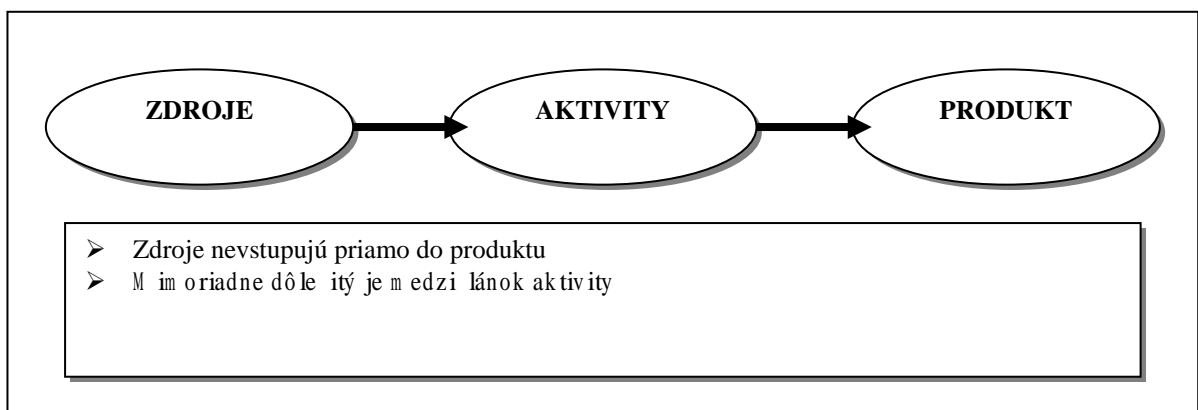 ZDROJE AKTIVITY PRODUKT
➢ Zdroje nevstupujú priamo do produktu
➢ Mimoriadne dôle itý je medzi lánok aktivity